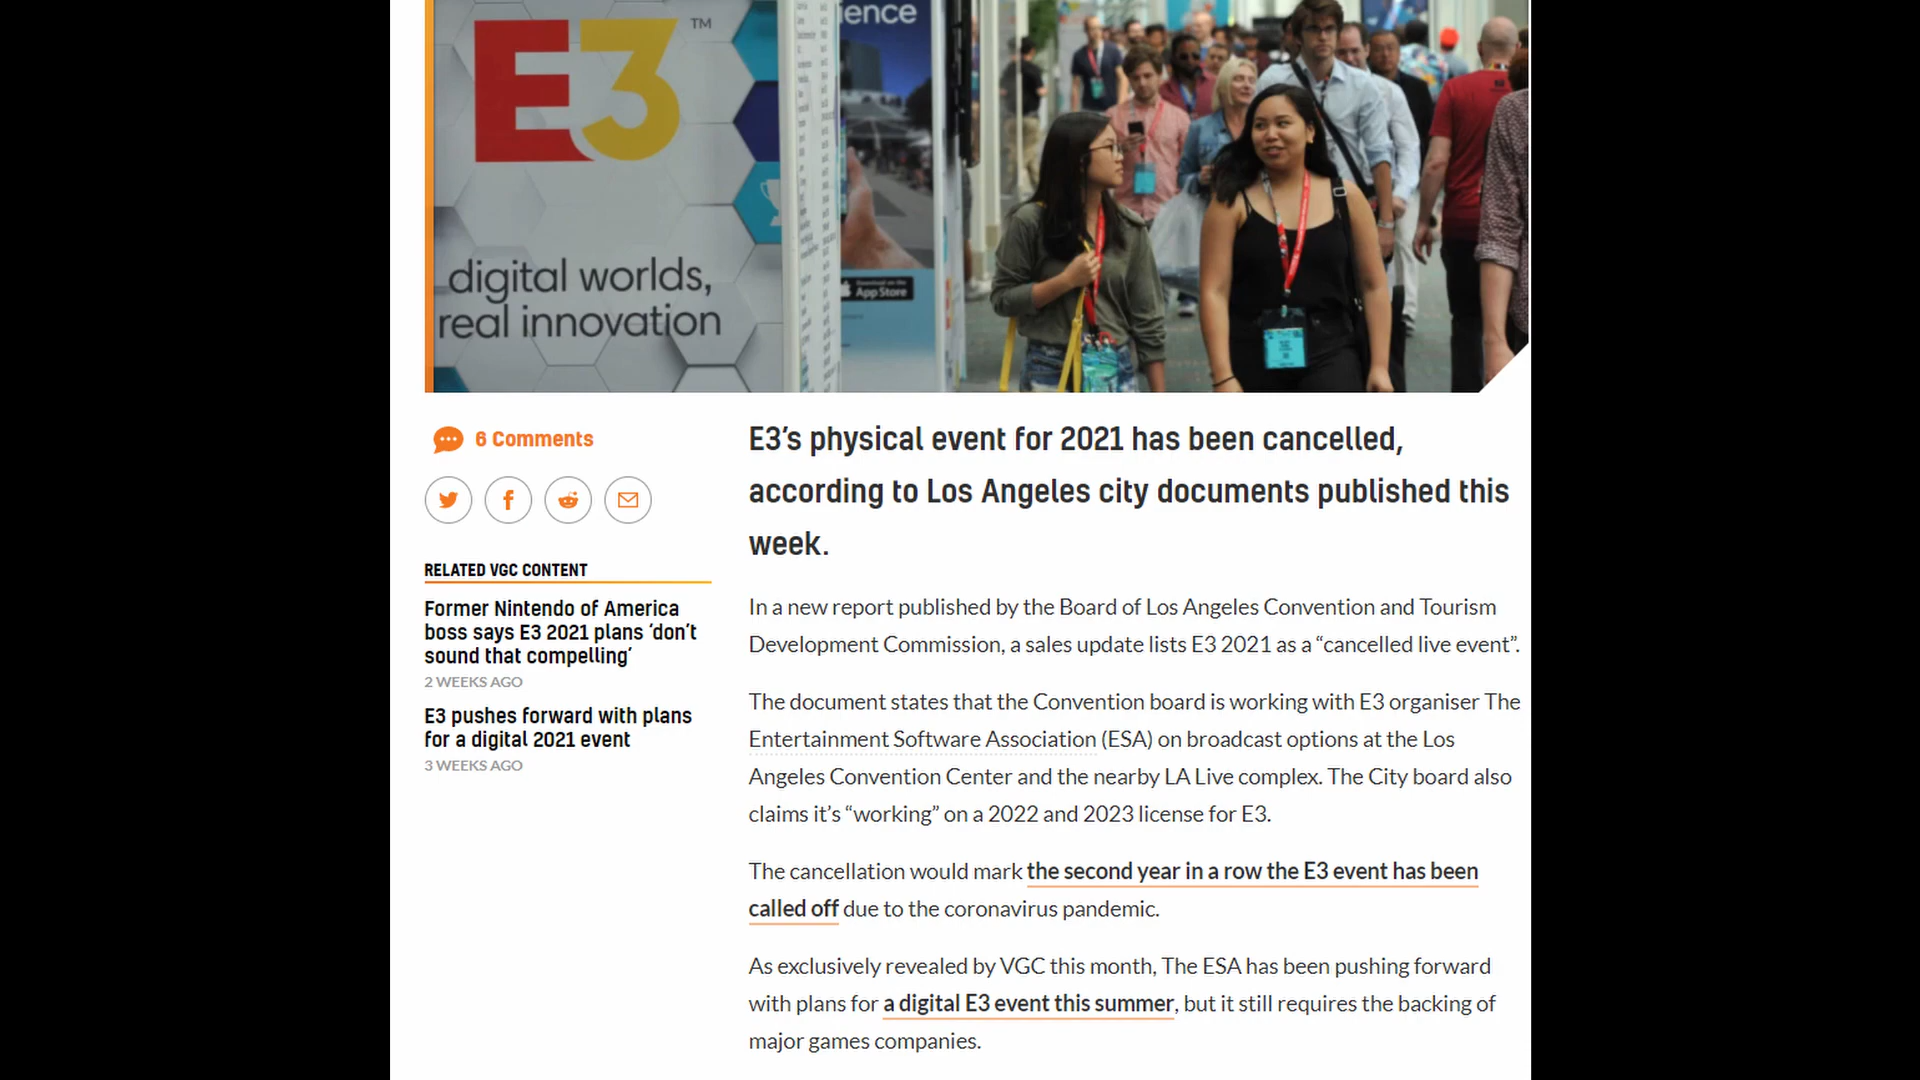 E3 ™
ience
digital worlds,
real innovation
Download on the
App Store
6 Comments
RELATED VGC CONTENT
Former Nintendo of America
boss says E3 2021 plans ‘don’t
sound that compelling’
2 WEEKS AGO
E3 pushes forward with plans
for a digital 2021 event
3 WEEKS AGO
E3’s physical event for 2021 has been cancelled,
according to Los Angeles city documents published this
week.
In a new report published by the Board of Los Angeles Convention and Tourism
Development Commission, a sales update lists E3 2021 as a “cancelled live event”.
The document states that the Convention board is working with E3 organiser The
Entertainment Software Association (ESA) on broadcast options at the Los
Angeles Convention Center and the nearby LA Live complex. The City board also
claims it’s “working” on a 2022 and 2023 license for E3.
The cancellation would mark the second year in a row the E3 event has been
called off due to the coronavirus pandemic.
As exclusively revealed by VGC this month, The ESA has been pushing forward
with plans for a digital E3 event this summer, but it still requires the backing of
major games companies.